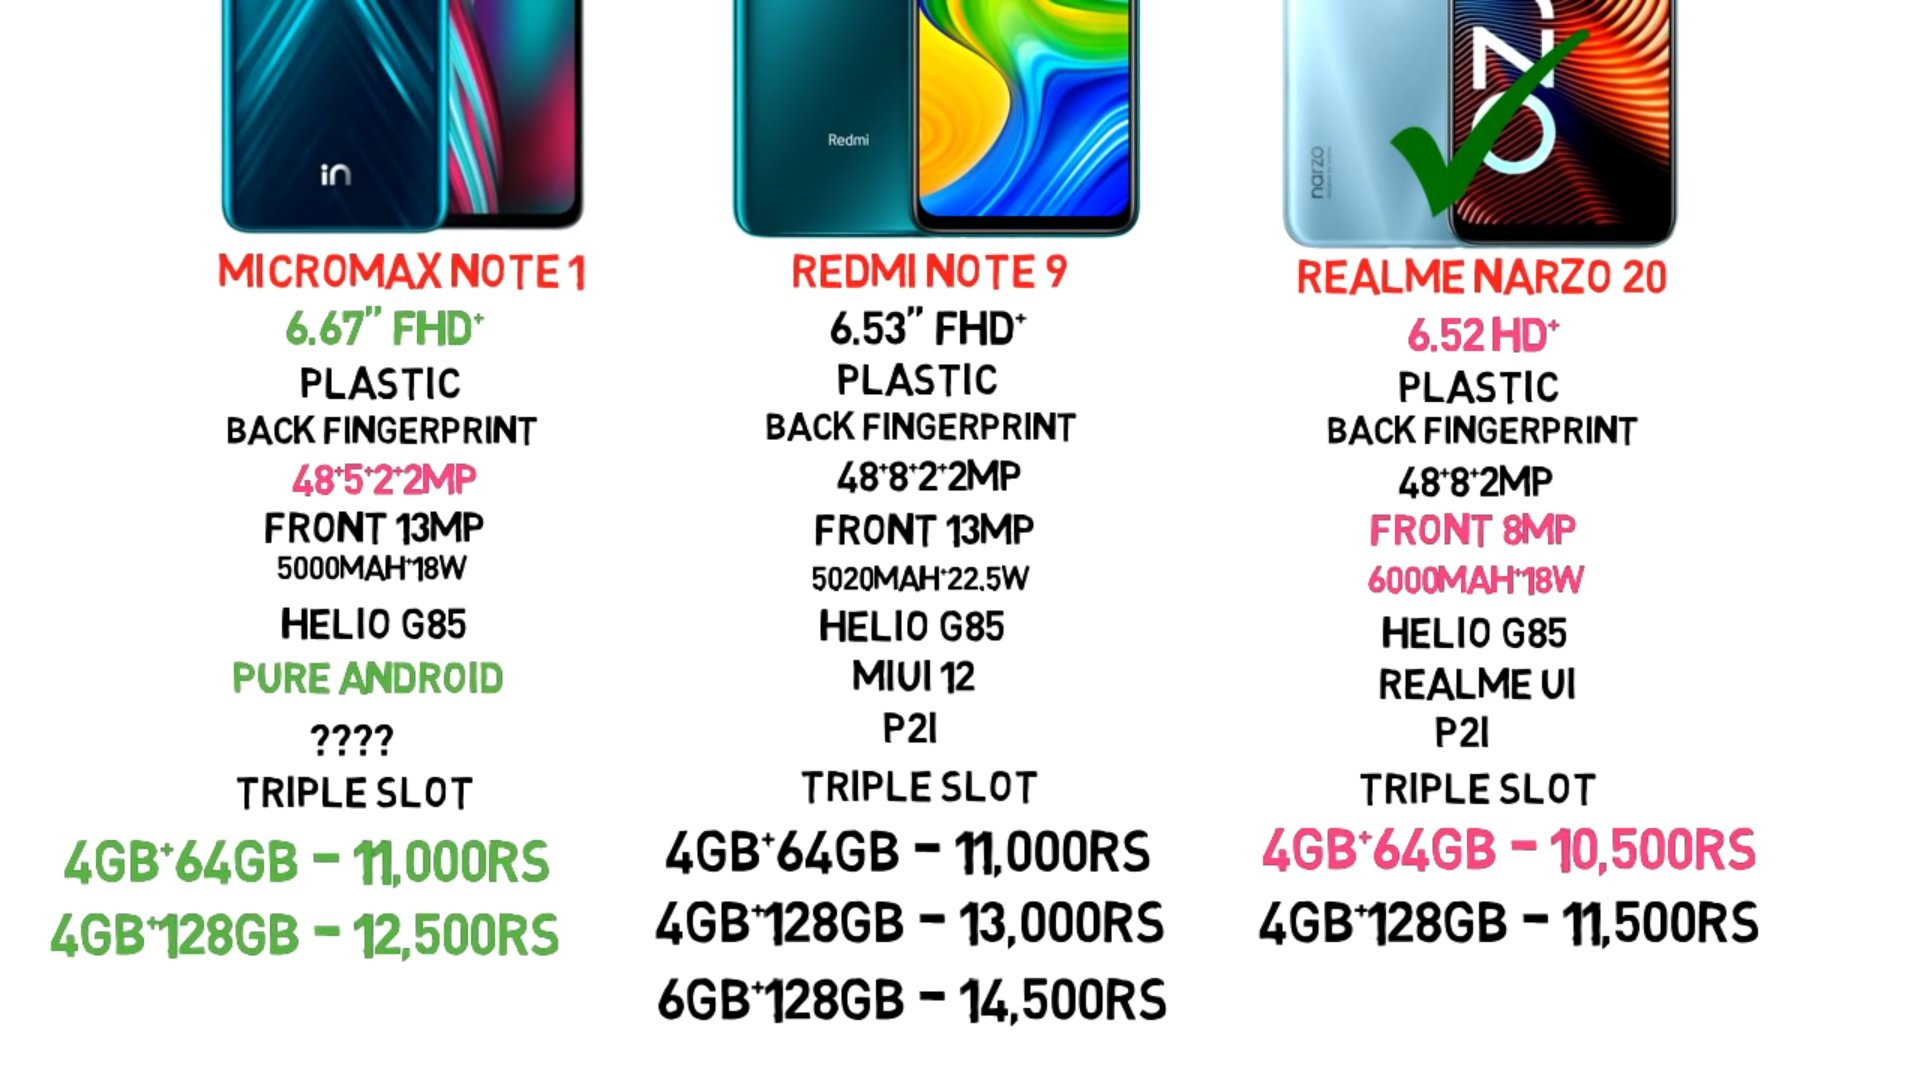 in
Redmi
narzo
20
MICROMAX NOTE 1
6.67" FHD+
PLASTIC
BACK FINGERPRINT
48+5+2+2MP
FRONT 13MP
5000MAH+18W
HELIO G85
PURE ANDROID
????
TRIPLE SLOT
4GB+64GB - 11,000RS
4GB+128GB - 12,500RS
REDMI NOTE 9
6.53" FHD+
PLASTIC
BACK FINGERPRINT
48+8+2+2MP
FRONT 13MP
5020MAH+22.5W
HELIO G85
MIUI 12
P2I
TRIPLE SLOT
4GB+64GB - 11,000RS
4GB+128GB - 13,000RS
6GB+128GB - 14,500RS
REALME NARZO 20
6.52 HD+
PLASTIC
BACK FINGERPRINT
48+8+2MP
FRONT 8MP
6000MAH+18W
HELIO G85
REALME UI
P2I
TRIPLE SLOT
4GB+64GB - 10,500RS
4GB+128GB - 11,500RS